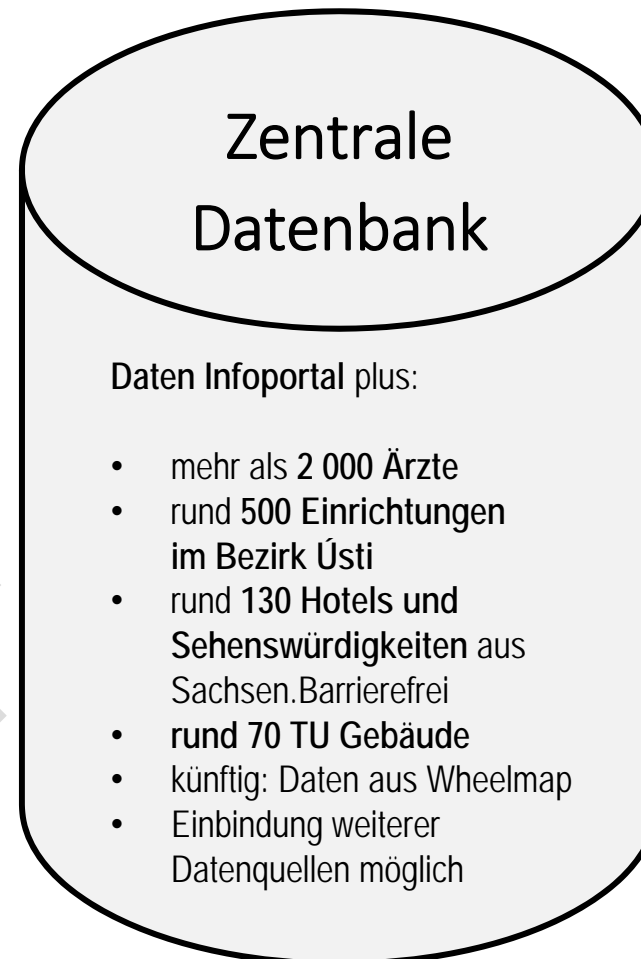 Zentrale
Datenbank
Daten Infoportal plus:
• mehr als 2 000 Ärzte
• rund 500 Einrichtungen
im Bezirk Ústi
• rund 130 Hotels und
Sehenswürdigkeiten aus
Sachsen.Barrierefrei
• rund 70 TU Gebäude
• künftig: Daten aus Wheelmap
• Einbindung weiterer
Datenquellen möglich